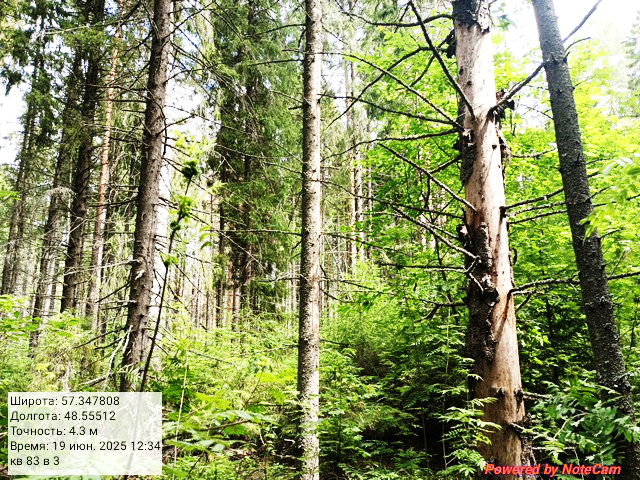 Широта: 57.347808
Долгота: 48.55512
Точность: 4.3 м
Время: 19 июн. 2025 12:34
кв 83 в 3
Powered by NoteCam